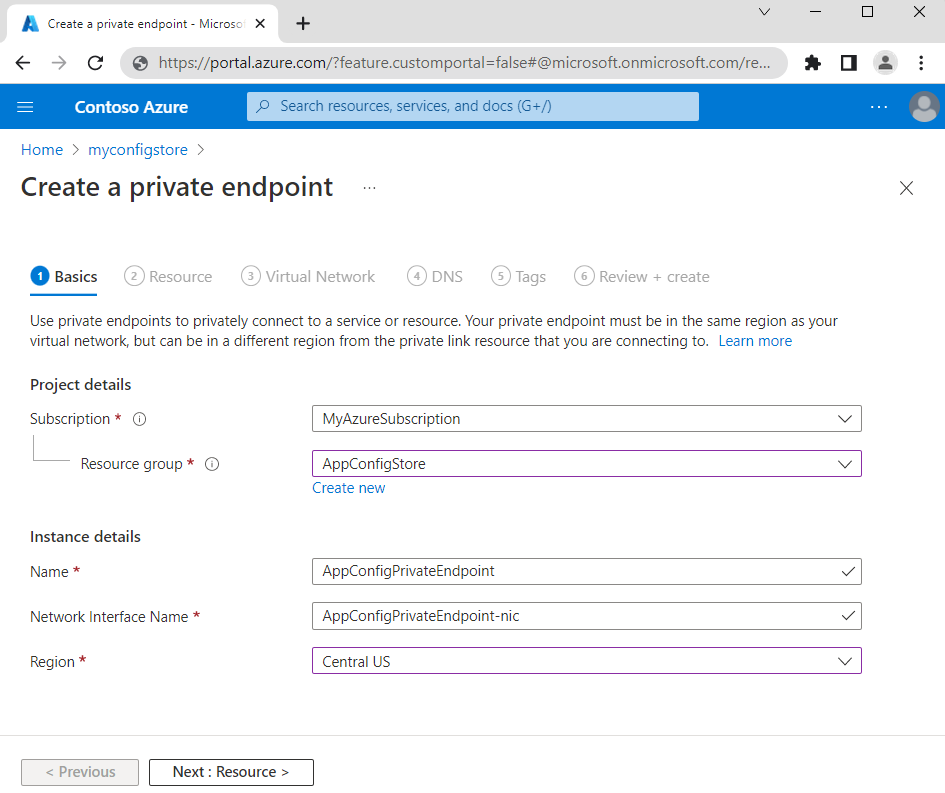 Create a private endpoint - Microsof
https://portal.azure.com/?feature.customportal=false#@microsoft.onmicrosoft.com/re...
Contoso Azure
Search resources, services, and docs (G+/)
...
Home > myconfigstore >
Create a private endpoint ...
1 Basics 2 Resource 3 Virtual Network 4 DNS 5 Tags 6 Review + create
Use private endpoints to privately connect to a service or resource. Your private endpoint must be in the same region as your
virtual network, but can be in a different region from the private link resource that you are connecting to. Learn more
Project details
Subscription * MyAzureSubscription
Resource group * AppConfigStore
Create new
Instance details
Name * AppConfigPrivateEndpoint
Network Interface Name * AppConfigPrivateEndpoint-nic
Region * Central US
< Previous Next : Resource >